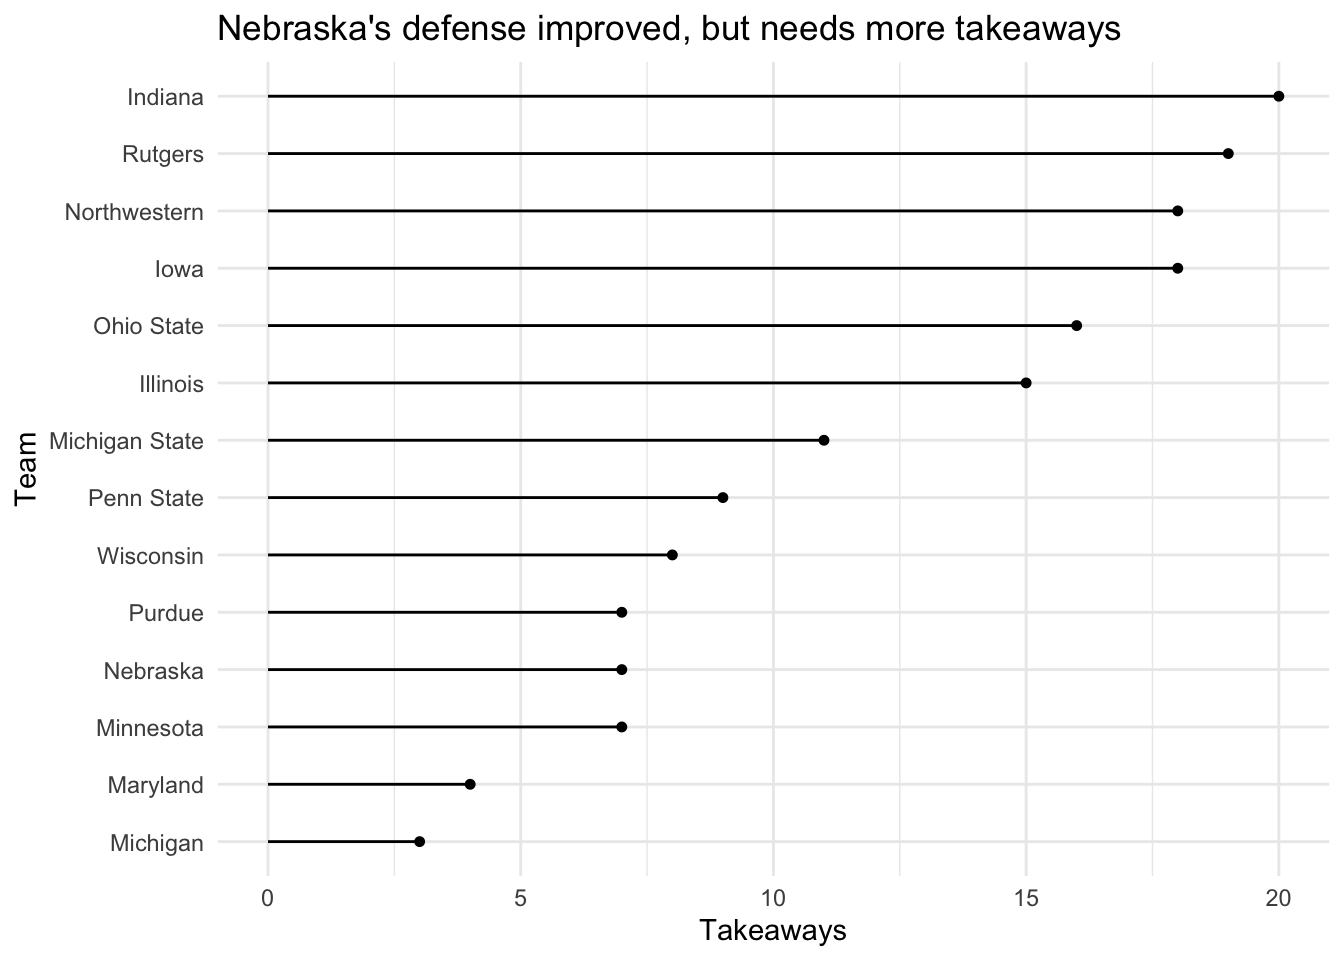 Nebraska's defense improved, but needs more takeaways
Indiana
Rutgers
Northwestern
Iowa
Ohio State
Illinois
Michigan State
Penn State
Wisconsin
Purdue
Nebraska
Minnesota
Maryland
Michigan
Team
0 5 10 15 20
Takeaways